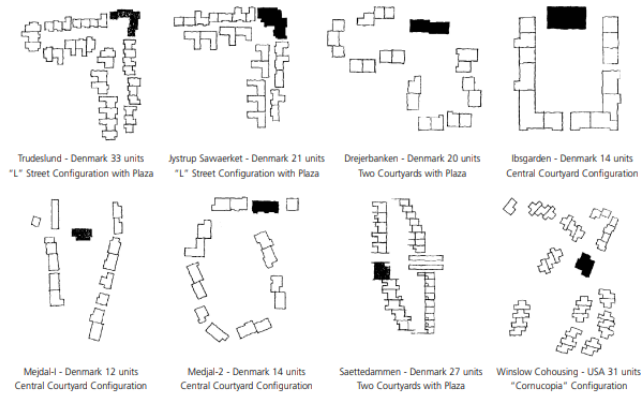 Trudeslund - Denmark 33 units
"L" Street Configuration with Plaza
Jystrup Sawaerket - Denmark 21 units
"L" Street Configuration with Plaza
Drejerbanken - Denmark 20 units
Two Courtyards with Plaza
Ibsgarden - Denmark 14 units
Central Courtyard Configuration
Mejdal-I - Denmark 12 units
Central Courtyard Configuration
Medjal-2 - Denmark 14 units
Central Courtyard Configuration
Saettedammen - Denmark 27 units
Two Courtyards with Plaza
Winslow Cohousing - USA 31 units
"Cornucopia" Configuration